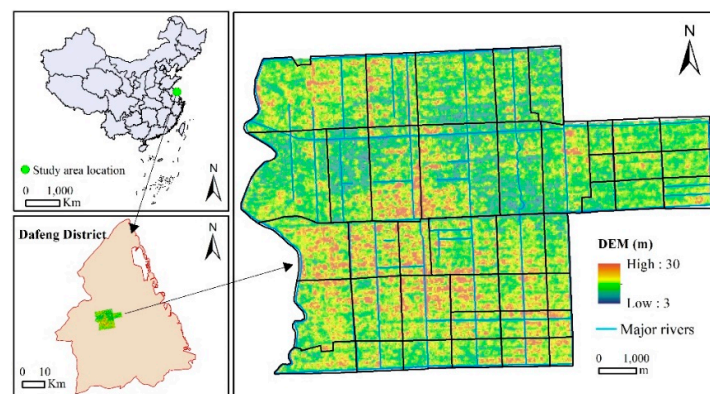 N
Study area location
0 1,000
Km
Dafeng District
N
0 10
Km
N
DEM (m)
High : 30
Low : 3
Major rivers
0 1,000
m